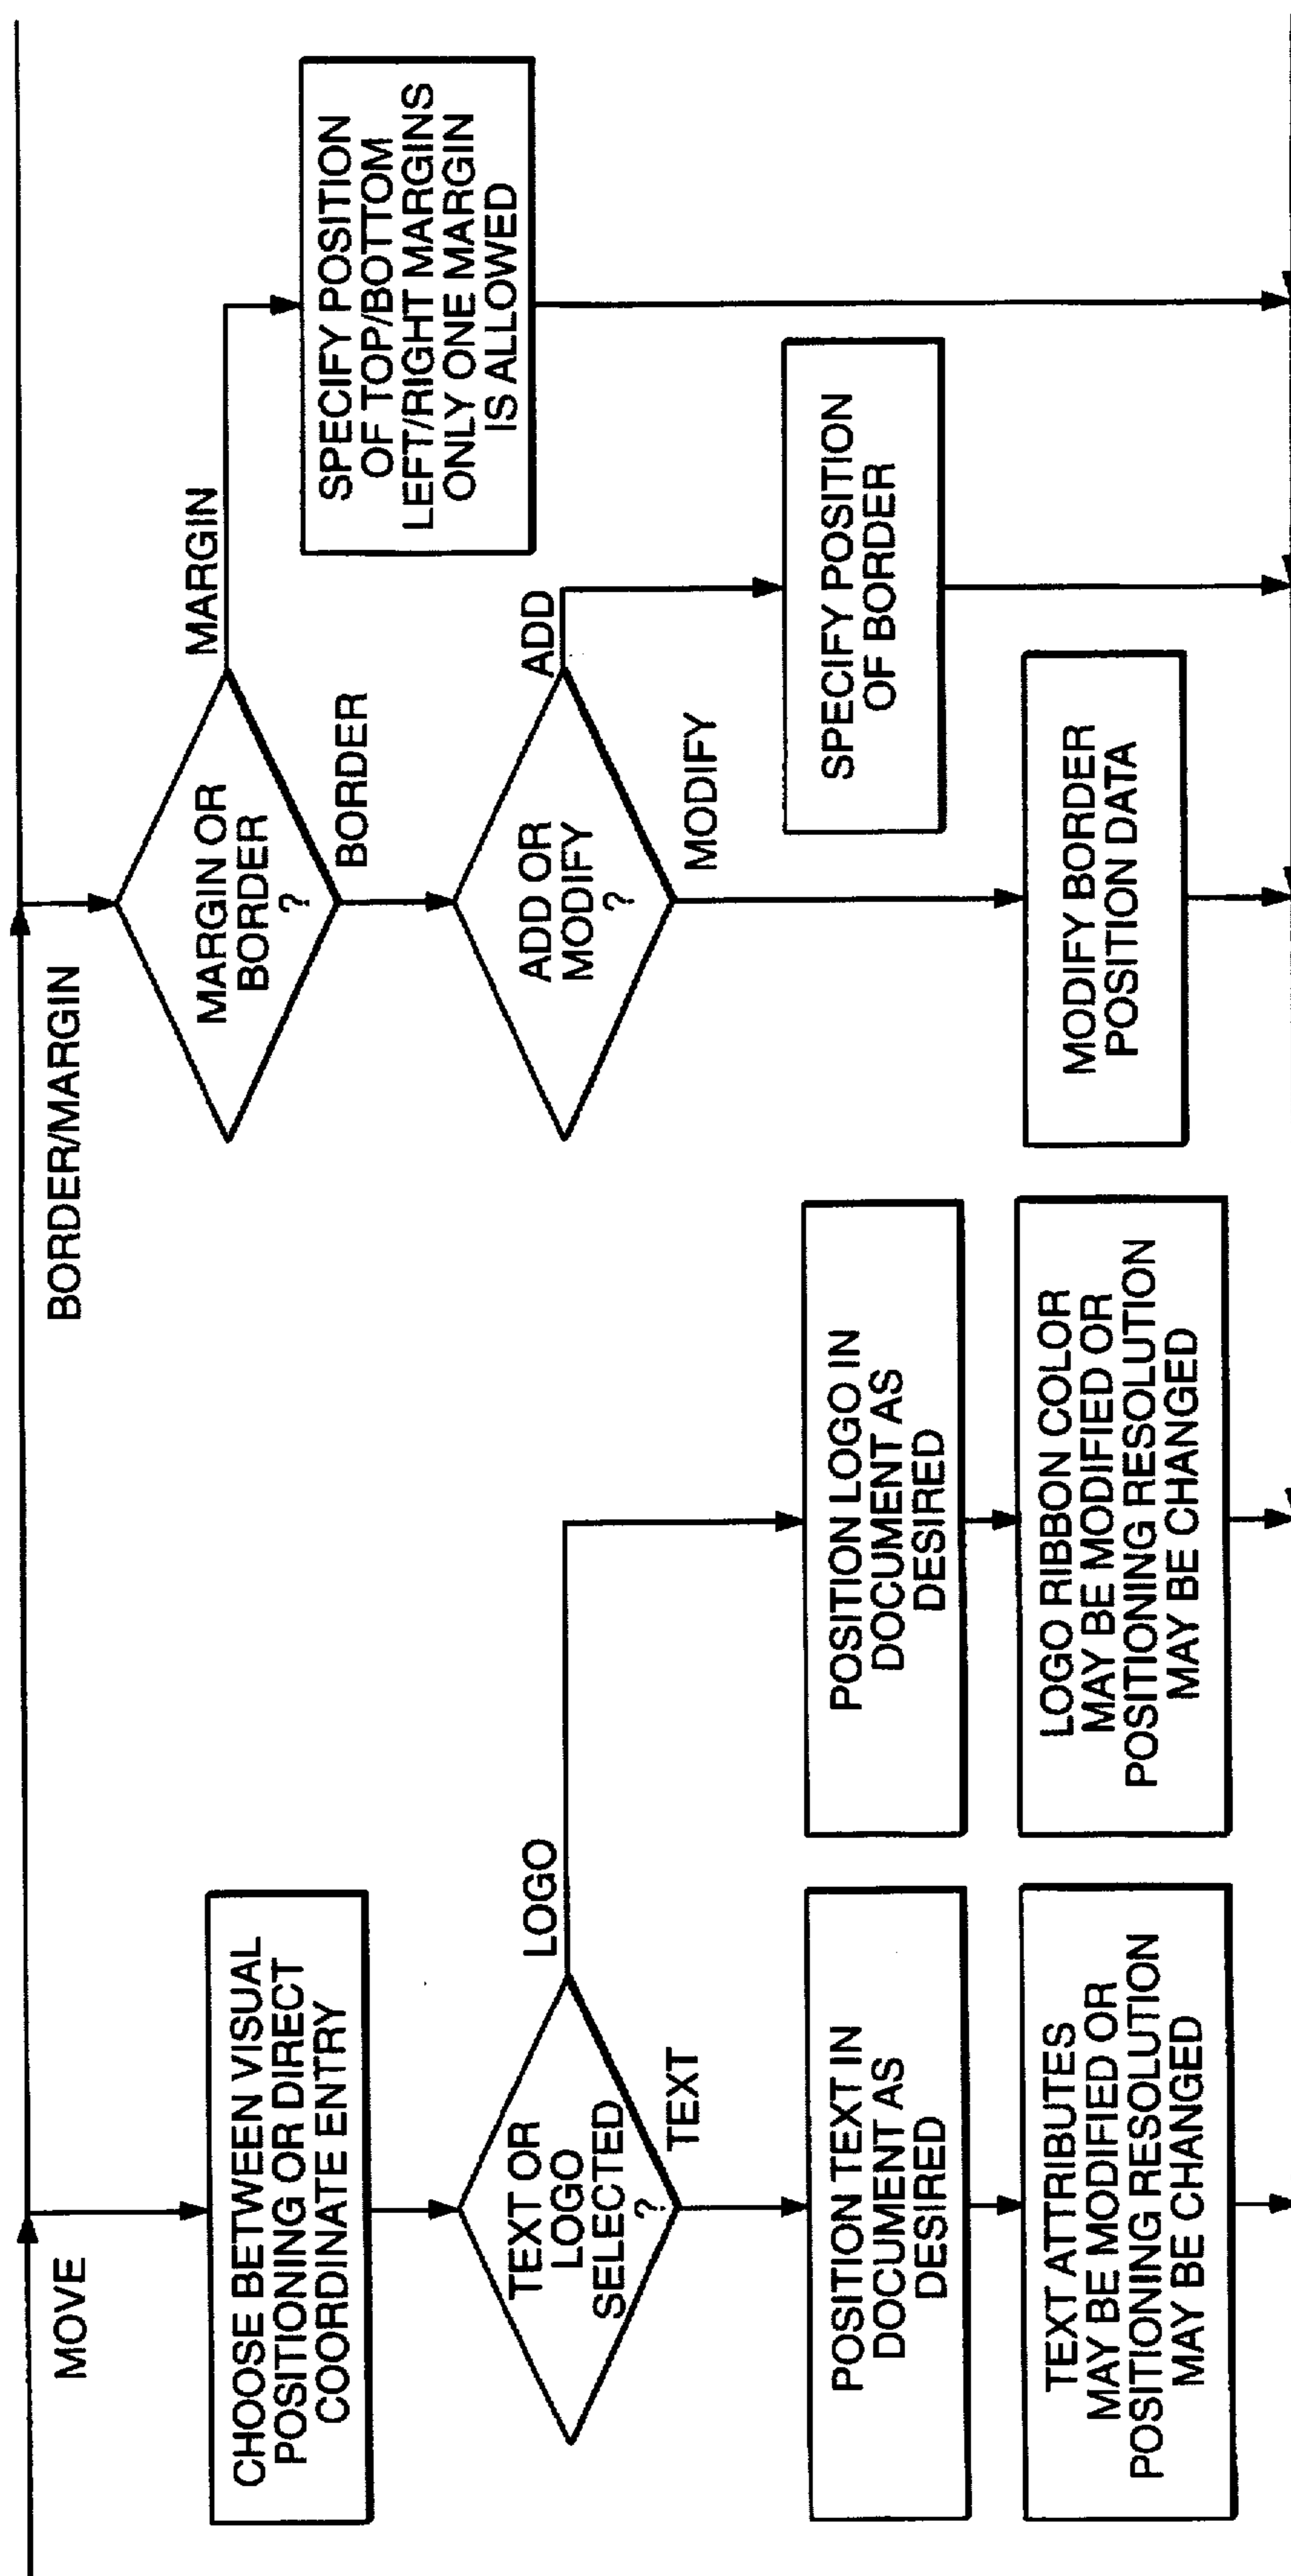 MOVE
CHOOSE BETWEEN VISUAL
POSITIONING OR DIRECT
COORDINATE ENTRY
TEXT OR
LOGO
SELECTED
?
LOGO
TEXT
POSITION TEXT IN
DOCUMENT AS
DESIRED
TEXT ATTRIBUTES
MAY BE MODIFIED OR
POSITIONING RESOLUTION
MAY BE CHANGED
POSITION LOGO IN
DOCUMENT AS
DESIRED
LOGO RIBBON COLOR
MAY BE MODIFIED OR
POSITIONING RESOLUTION
MAY BE CHANGED
BORDER/MARGIN
MARGIN OR
BORDER
?
MARGIN
BORDER
ADD OR
MODIFY
?
ADD
MODIFY
MODIFY BORDER
POSITION DATA
SPECIFY POSITION
OF BORDER
SPECIFY POSITION
OF TOP/BOTTOM
LEFT/RIGHT MARGINS
ONLY ONE MARGIN
IS ALLOWED